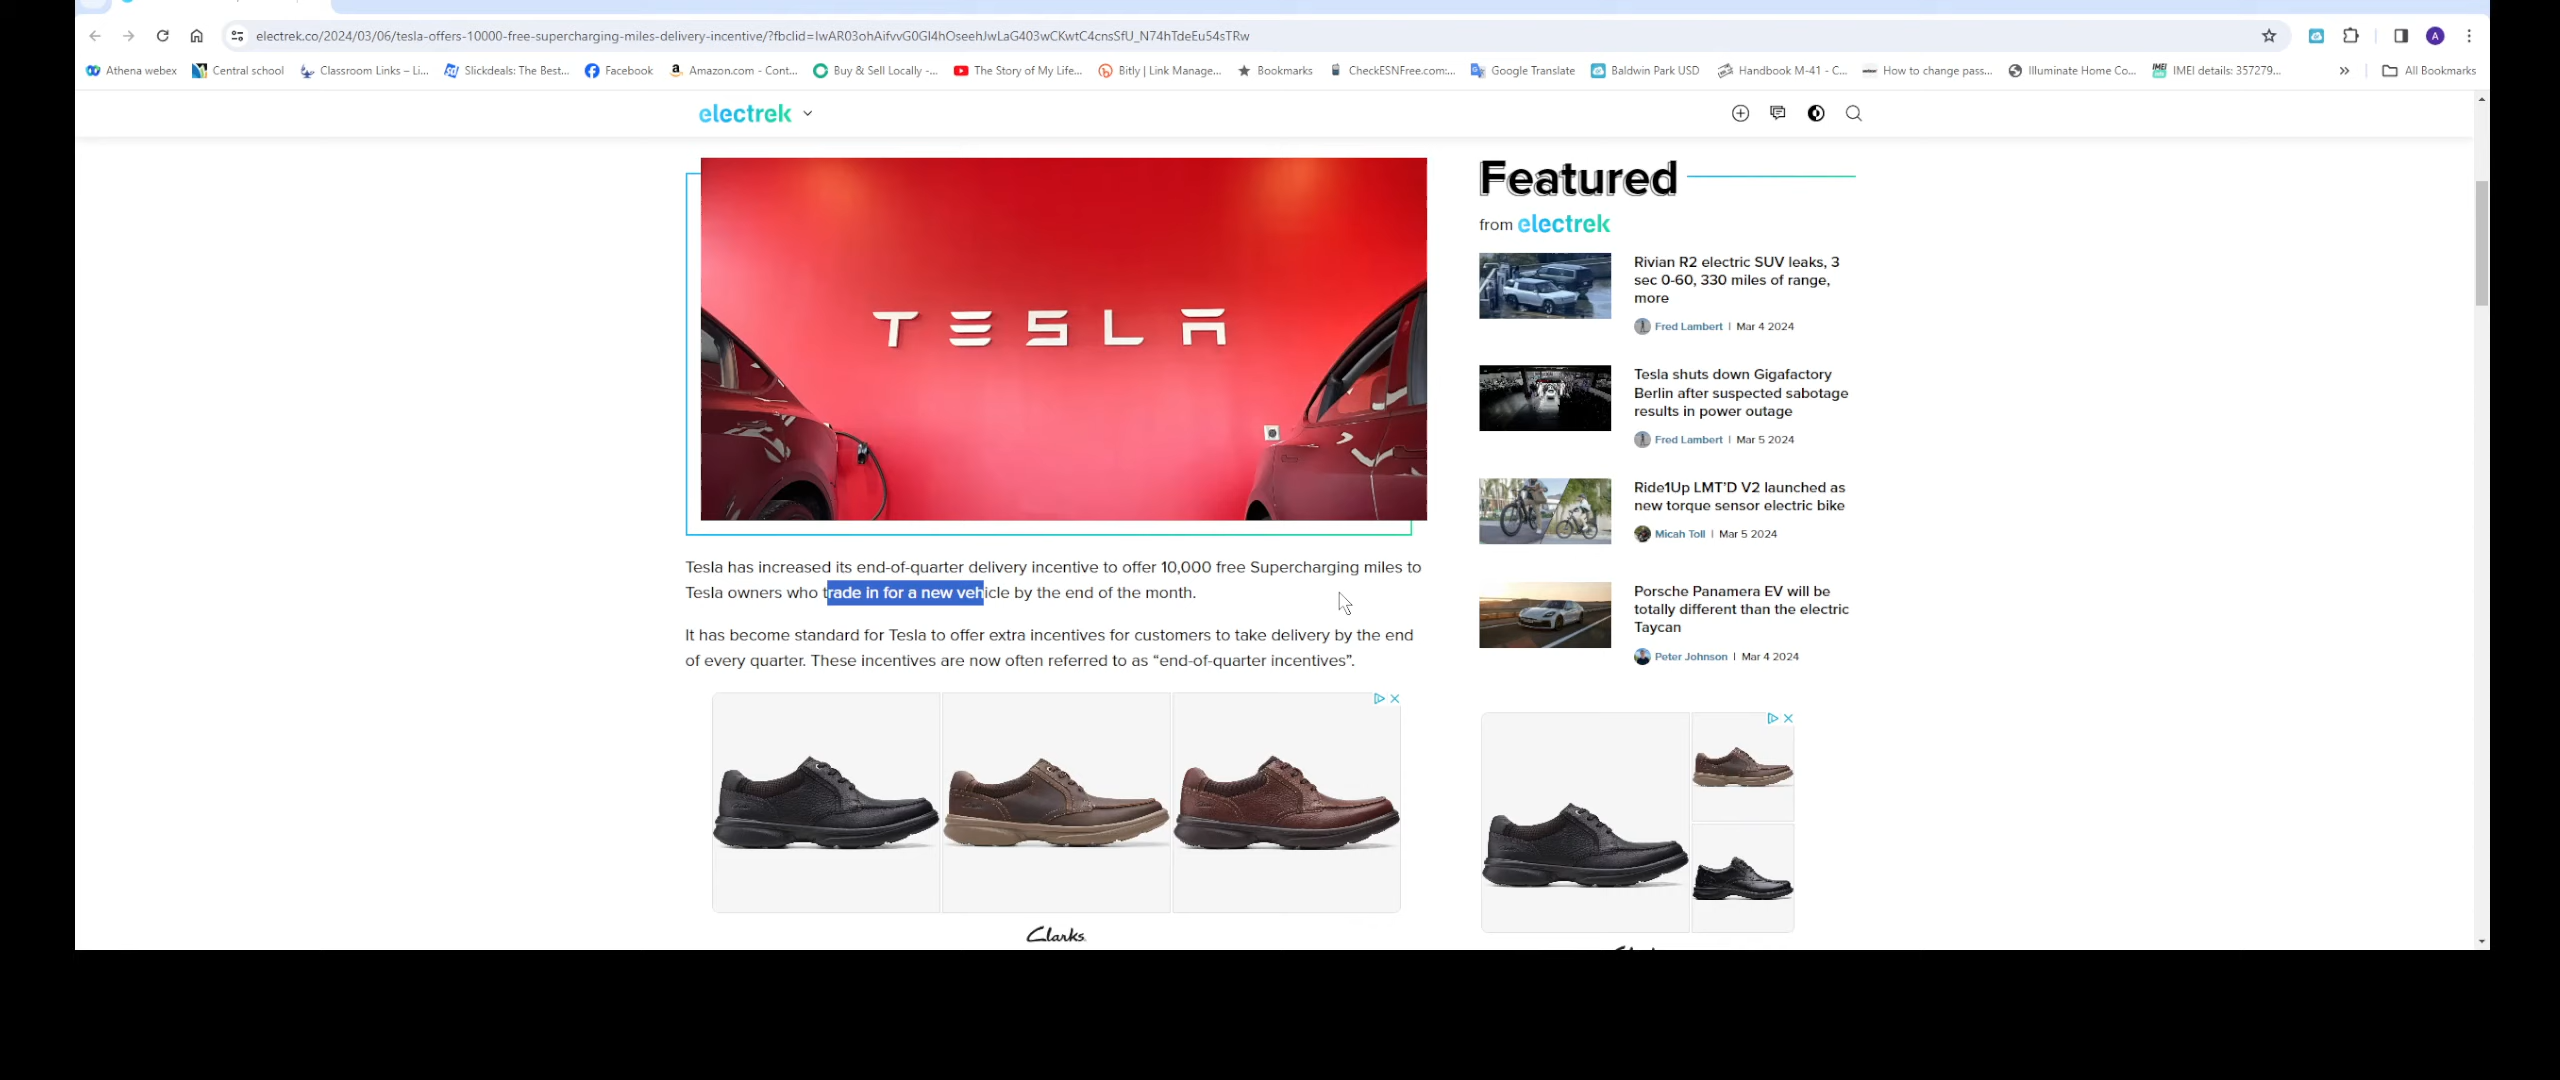 electrek.co/2024/03/06/tesla-offers-10000-free-supercharging-miles-delivery-incentive/?fbclid=IwAR03ohAifvvG0Gl4hOseehJwLaG403wCKwtC4cnsSfU_N74hTdeEu54sTRw
A
Athena webex
Central school
Classroom Links – Li...
Slickdeals: The Best...
Facebook
Amazon.com - Cont...
Buy & Sell Locally -...
The Story of My Life...
Bitly | Link Manage...
Bookmarks
CheckESNFree.com:...
Google Translate
Baldwin Park USD
Handbook M-41 - C...
How to change pass...
Illuminate Home Co...
IMEI details: 357279...
»
All Bookmarks
electrek
TESLA
Tesla has increased its end-of-quarter delivery incentive to offer 10,000 free Supercharging miles to
Tesla owners who trade in for a new vehicle by the end of the month.
It has become standard for Tesla to offer extra incentives for customers to take delivery by the end
of every quarter. These incentives are now often referred to as “end-of-quarter incentives”.
Clarks
Featured
from electrek
Rivian R2 electric SUV leaks, 3
sec 0-60, 330 miles of range,
more
Fred Lambert | Mar 4 2024
Tesla shuts down Gigafactory
Berlin after suspected sabotage
results in power outage
Fred Lambert | Mar 5 2024
Ride1Up LMT’D V2 launched as
new torque sensor electric bike
Micah Toll | Mar 5 2024
Porsche Panamera EV will be
totally different than the electric
Taycan
Peter Johnson | Mar 4 2024